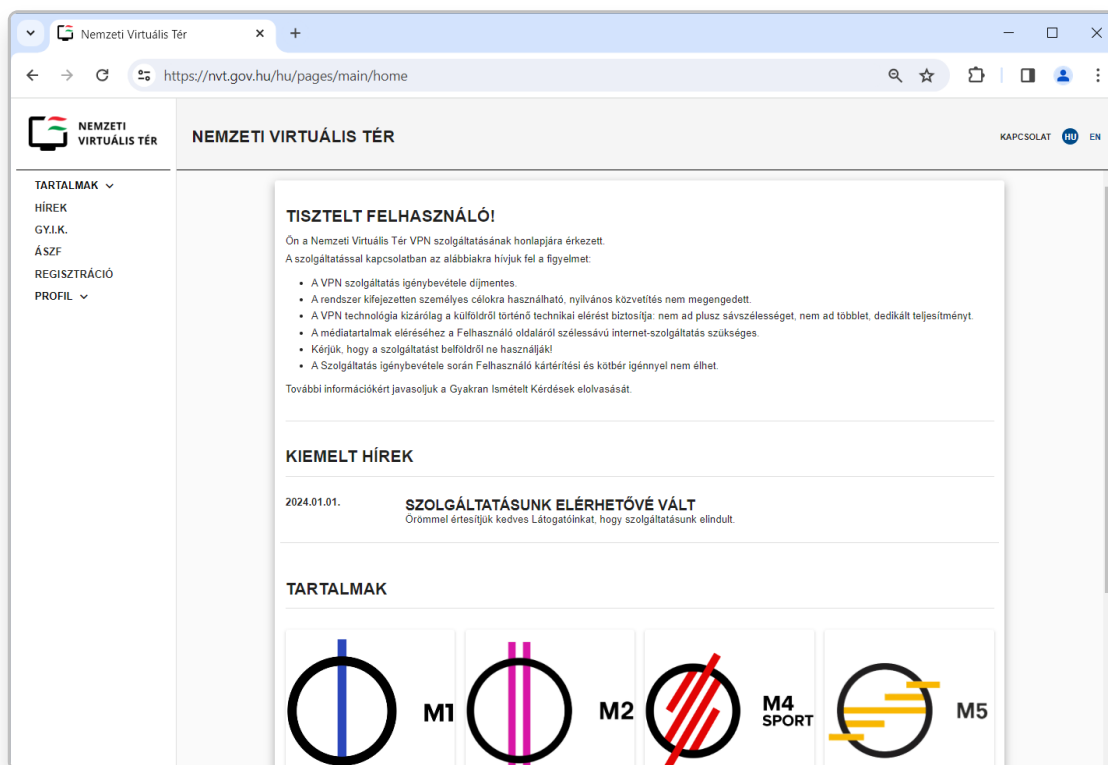 Nemzeti Virtuális Tér
https://nvt.gov.hu/hu/pages/main/home
NEMZETI
VIRTUÁLIS TÉR
NEMZETI VIRTUÁLIS TÉR
KAPCSOLAT HU EN
TARTALMAK
HÍREK
GY.I.K.
ÁSZF
REGISZTRÁCIÓ
PROFIL
TISZTELT FELHASZNÁLÓ!
Ön a Nemzeti Virtuális Tér VPN szolgáltatásának honlapjára érkezett.
A szolgáltatással kapcsolatban az alábbiakra hívjuk fel a figyelmet:
• A VPN szolgáltatás igénybevétele díjmentes.
• A rendszer kifejezetten személyes célokra használható, nyilvános közvetítés nem megengedett.
• A VPN technológia kizárólag a külföldről történő technikai elérést biztosítja: nem ad plusz sávszélességet, nem ad többlet, dedikált teljesítményt.
• A médiatartalmak eléréséhez a Felhasználó oldaláról szélessávú internet-szolgáltatás szükséges.
• Kérjük, hogy a szolgáltatást belföldről ne használják!
• A Szolgáltatás igénybevétele során Felhasználó kártérítési és kötbér igénnyel nem élhet.
További információkért javasoljuk a Gyakran Ismételt Kérdések elolvasását.
KIEMELT HÍREK
2024.01.01.
SZOLGÁLTATÁSUNK ELÉRHETŐVÉ VÁLT
Örömmel értesítjük kedves Látogatóinkat, hogy szolgáltatásunk elindult.
TARTALMAK
M1
M2
M4
SPORT
M5